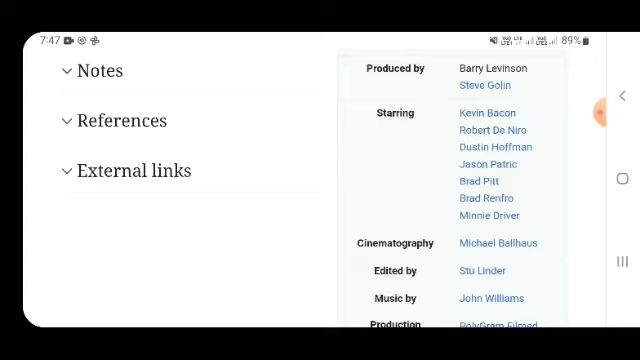 7:47
89%
Notes
References
External links
Produced by
Barry Levinson
Steve Golin
Starring
Kevin Bacon
Robert De Niro
Dustin Hoffman
Jason Patric
Brad Pitt
Brad Renfro
Minnie Driver
Cinematography
Michael Ballhaus
Edited by
Stu Linder
Music by
John Williams
Production
PolyGram Filmed